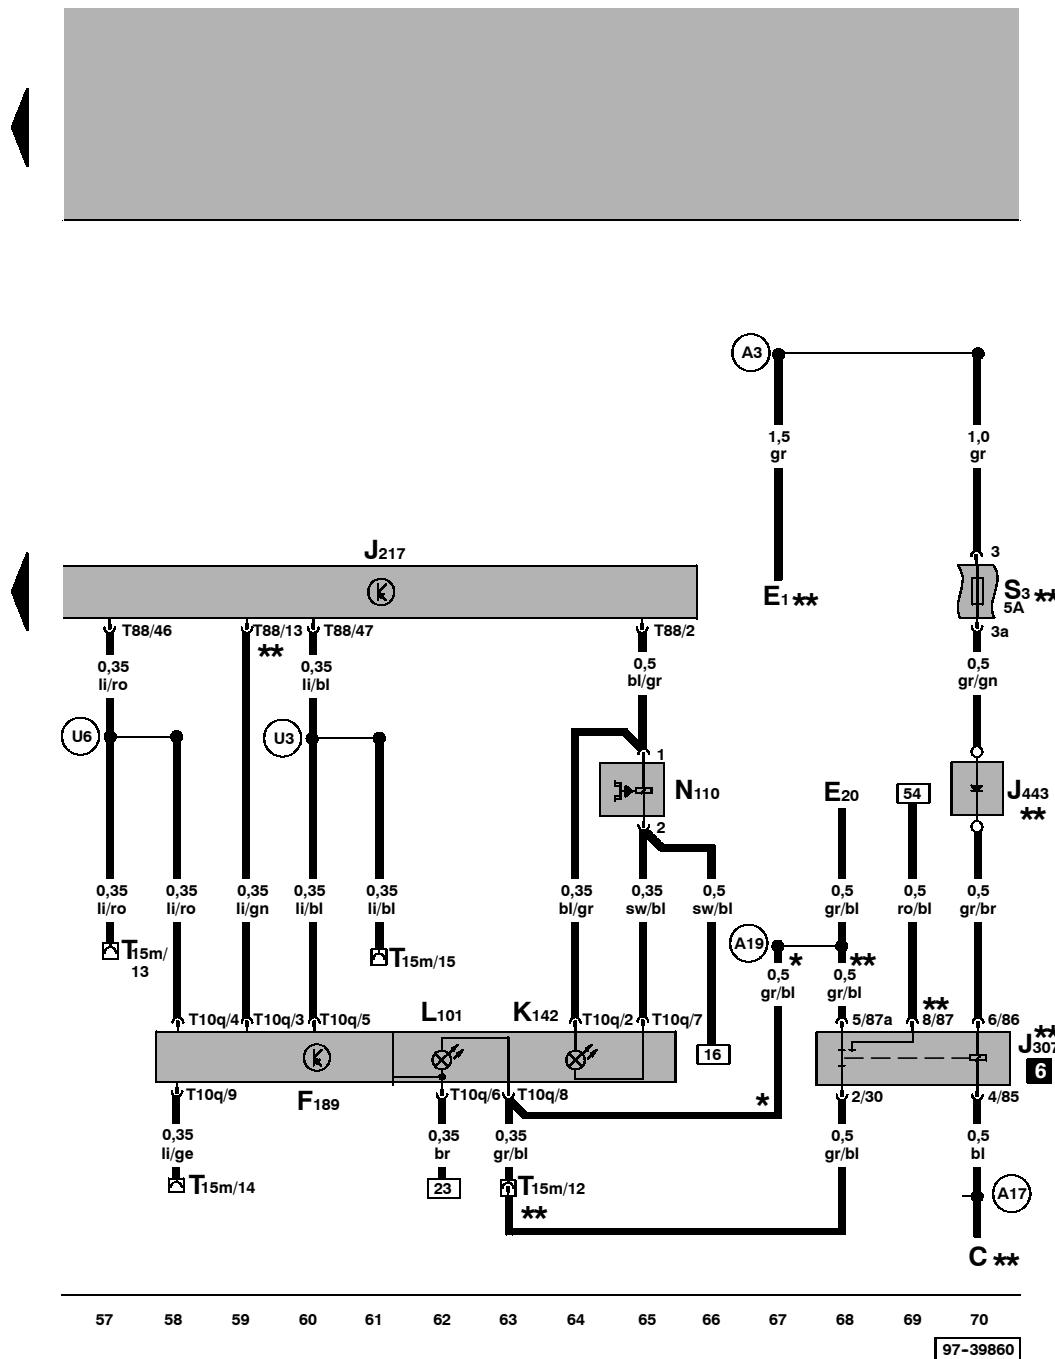 A3
1,5
gr
1,0
gr
3
J217
E1 **
S3 **
5A
3a
T88/46
T88/13
**
T88/47
T88/2
0,35
li/ro
0,35
li/bl
0,5
bl/gr
0,5
gr/gn
U6
U3
1
N110
2
E20
54
J443
**
0,35
li/ro
0,35
li/ro
0,35
li/gn
0,35
li/bl
0,35
li/bl
0,35
bl/gr
0,35
sw/bl
0,5
sw/bl
0,5
gr/bl
0,5
ro/bl
0,5
gr/br
T15m/
13
T15m/15
A19
*
**
0,5
gr/bl
0,5
gr/bl
L101
K142
**
T10q/4
T10q/3
T10q/5
T10q/2
T10q/7
5/87a
8/87
6/86
**
J307
6
16
T10q/9
F189
T10q/6
T10q/8
*
2/30
4/85
0,35
li/ge
0,35
br
0,35
gr/bl
0,5
gr/bl
0,5
bl
T15m/14
23
T15m/12
**
A17
C **
57 58 59 60 61 62 63 64 65 66 67 68 69 70
97-39860